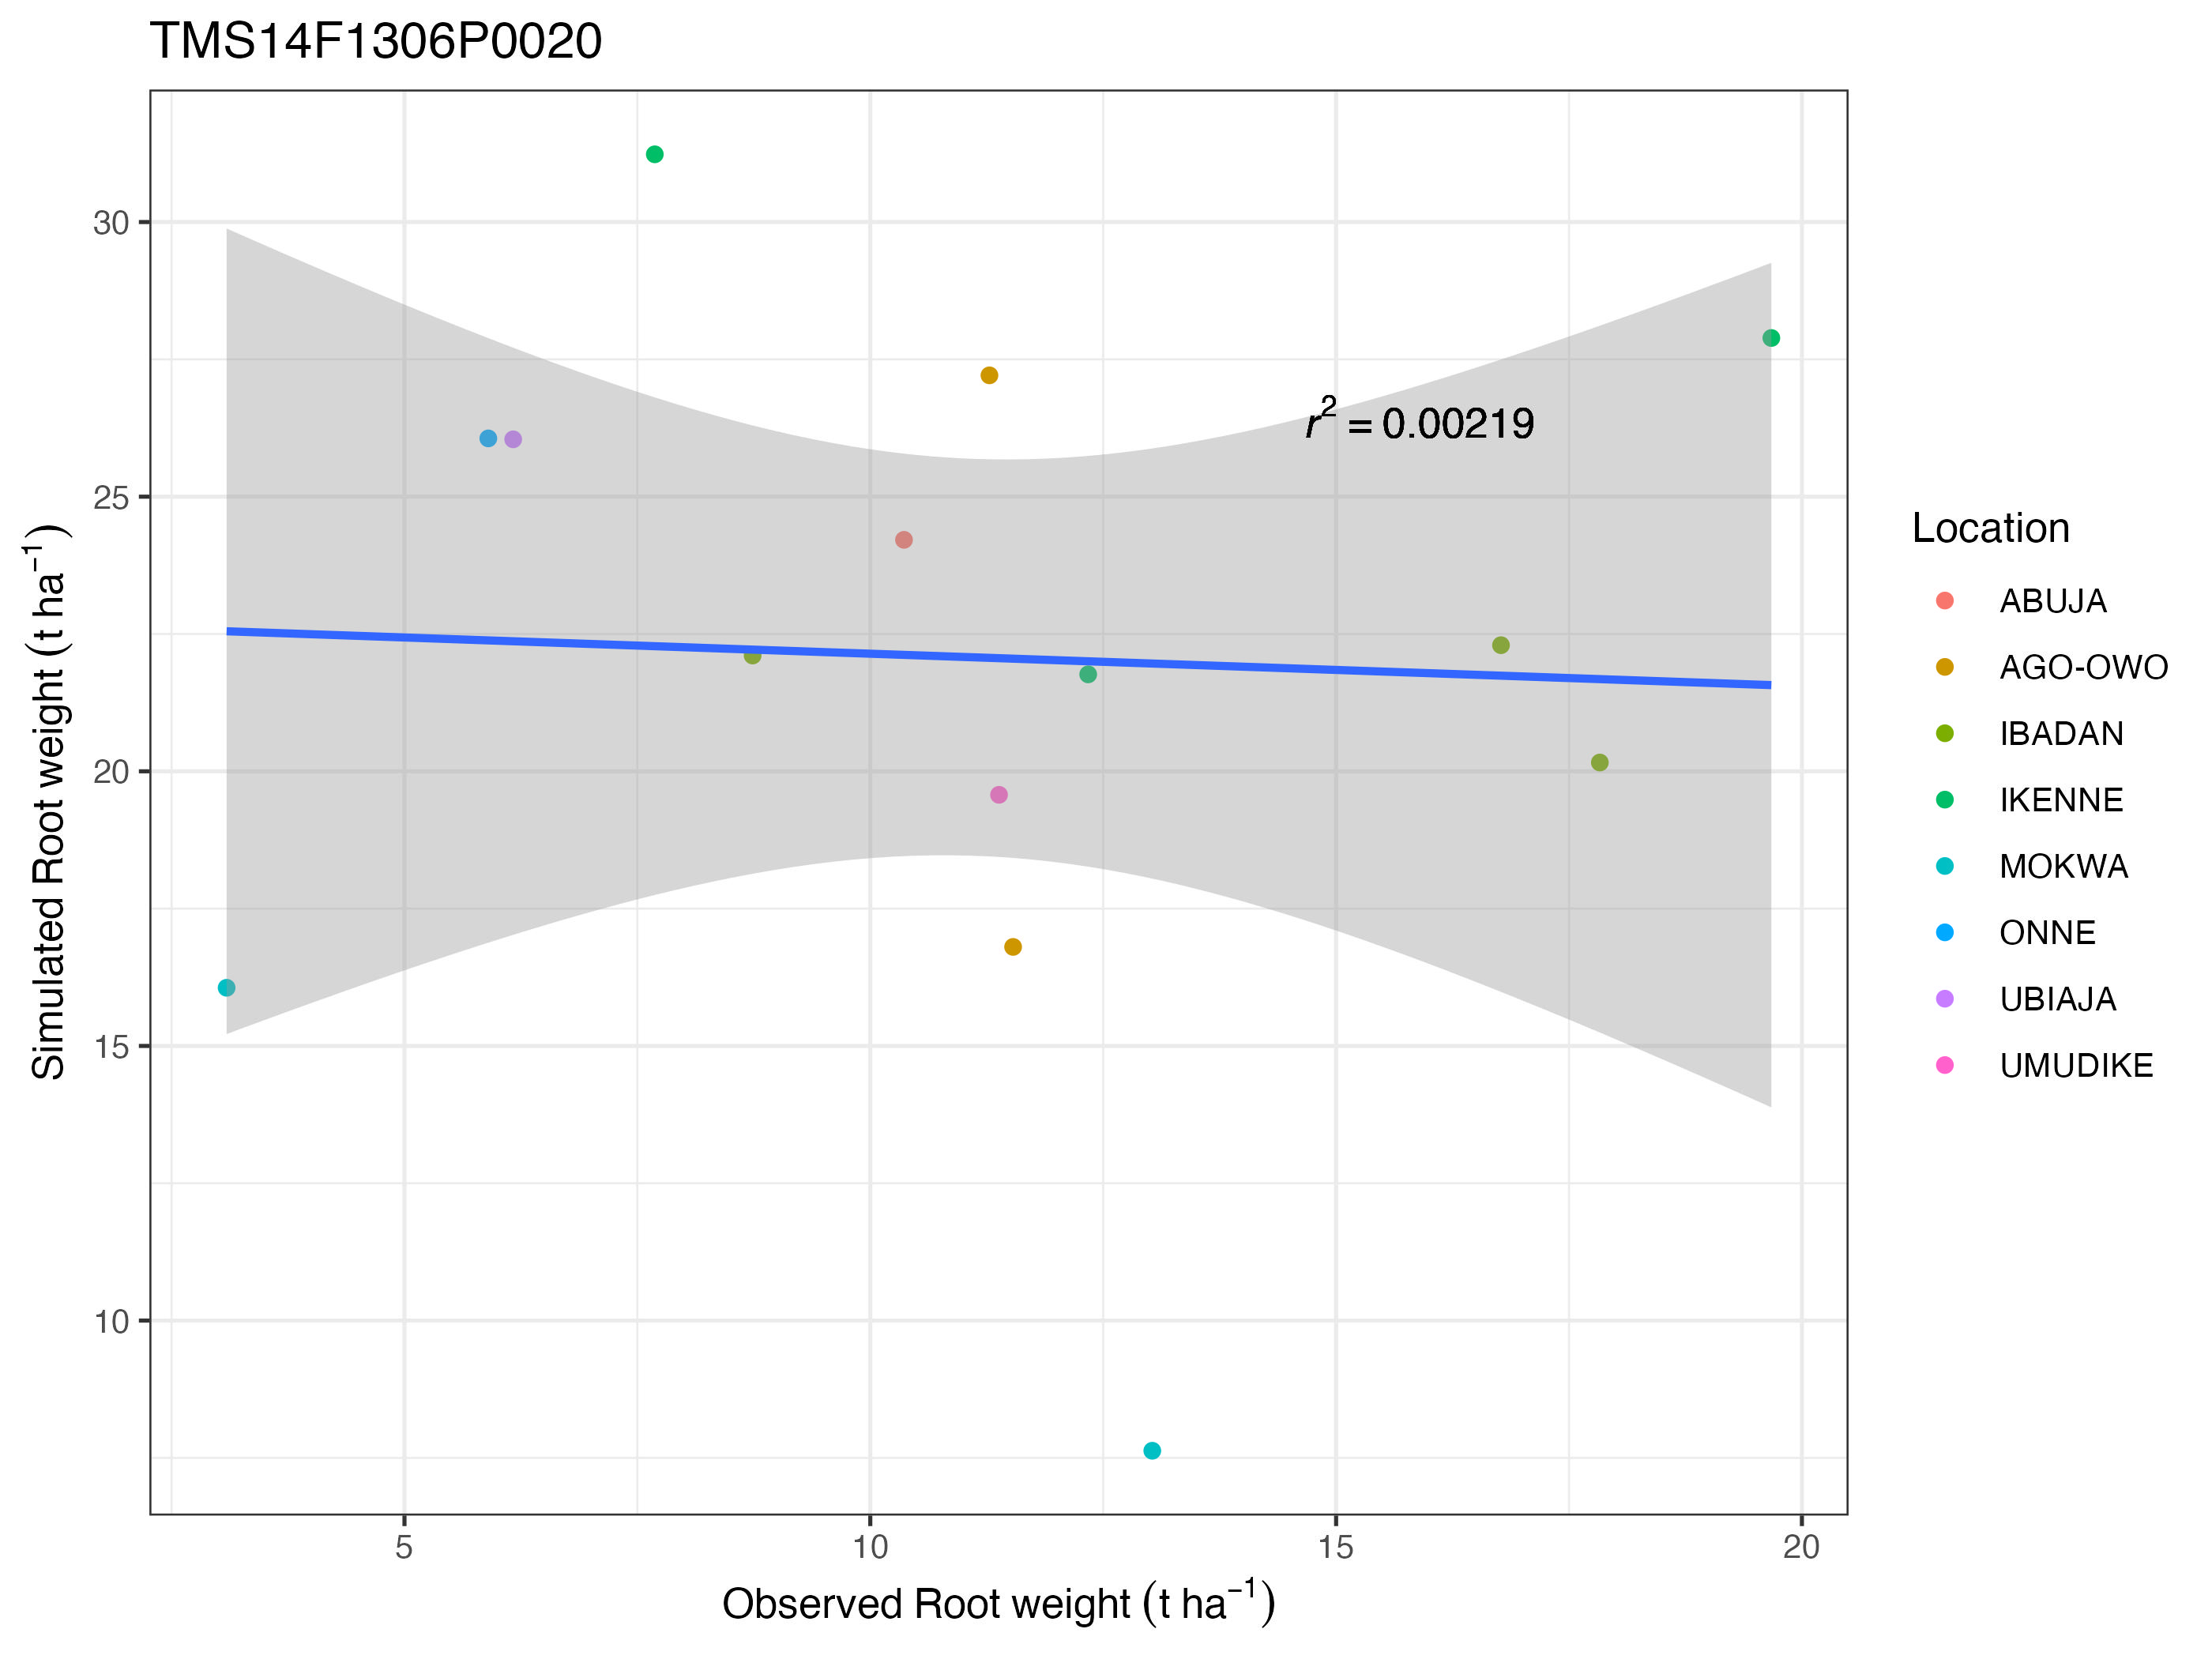 TMS14F1306P0020
30
25
20
15
10
Simulated Root weight (t ha⁻¹)
r² = 0.00219
5 10 15 20
Observed Root weight (t ha⁻¹)
Location
ABUJA
AGO-OWO
IBADAN
IKENNE
MOKWA
ONNE
UBIAJA
UMUDIKE